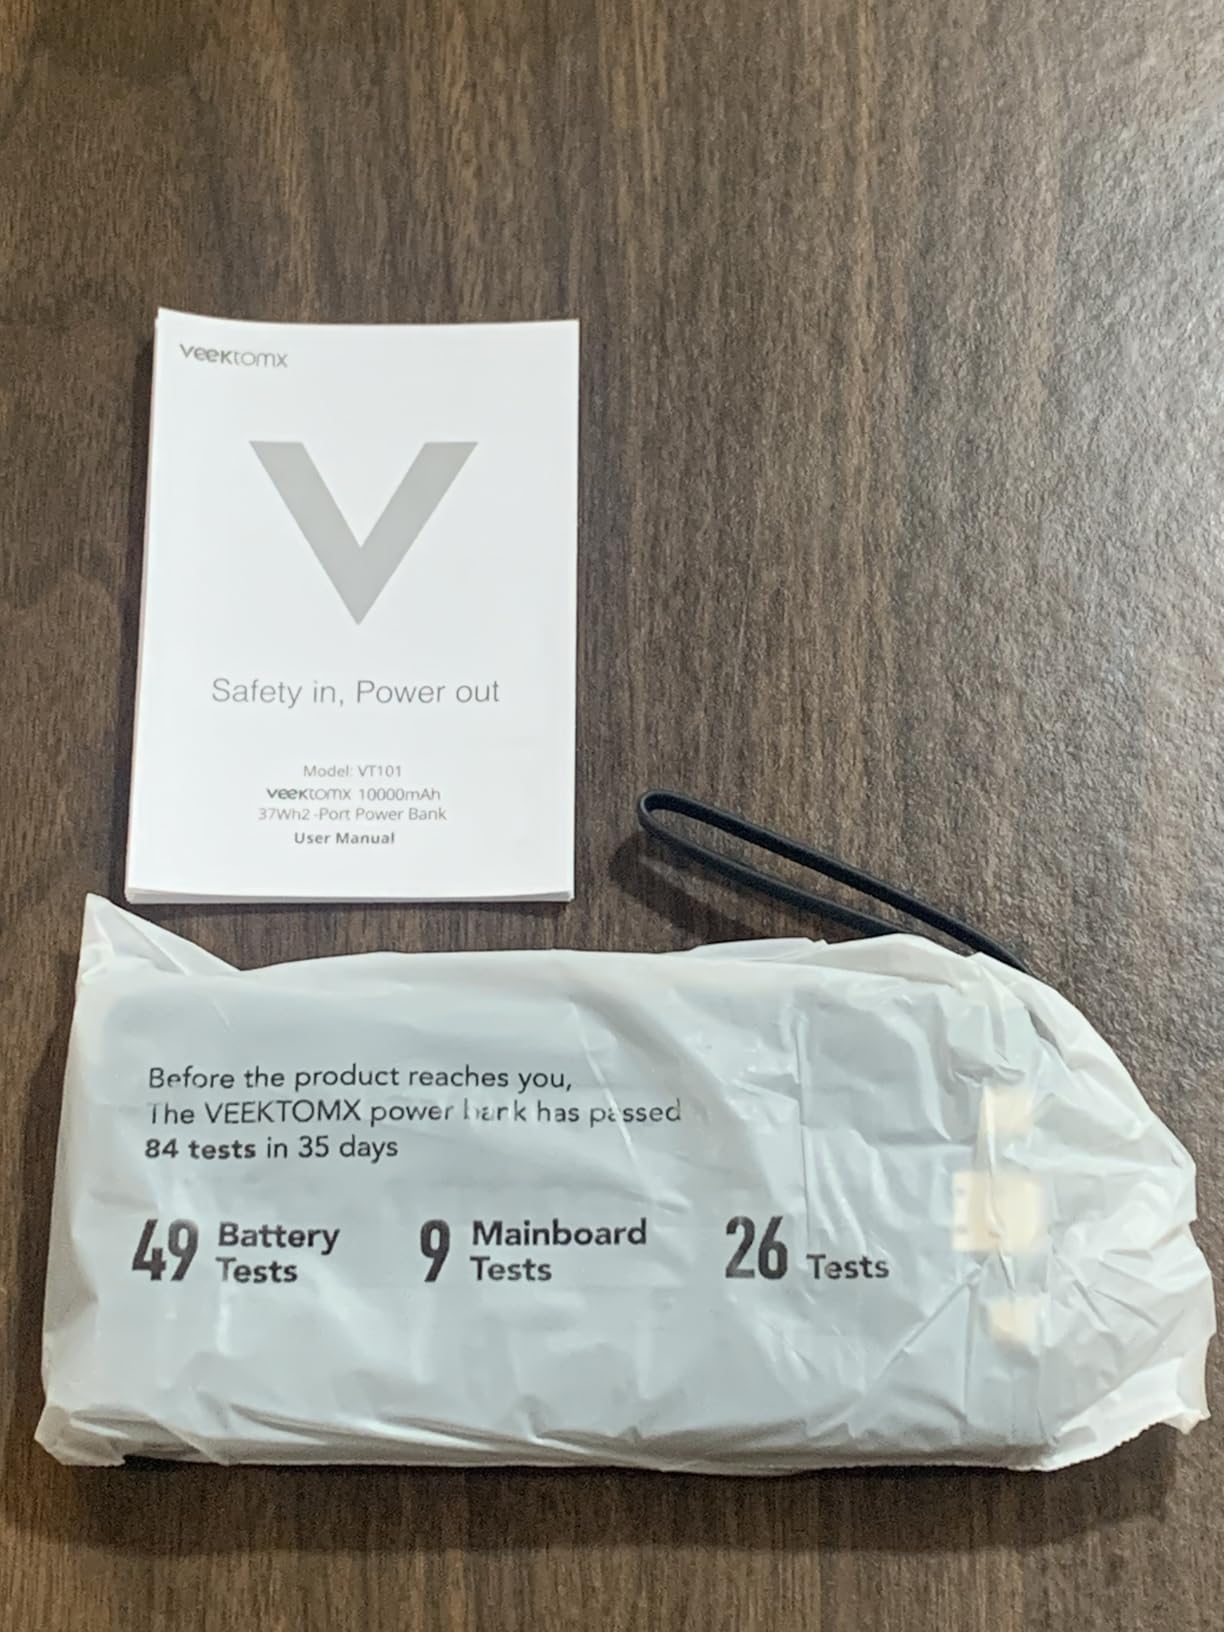 veektomx
V
Safety in, Power out
Model: VT101
veektomx 10000mAh
37Wh2 -Port Power Bank
User Manual
Before the product reaches you,
The VEEKTOMX power bank has passed
84 tests in 35 days
49 Battery Tests
9 Mainboard Tests
26 Tests